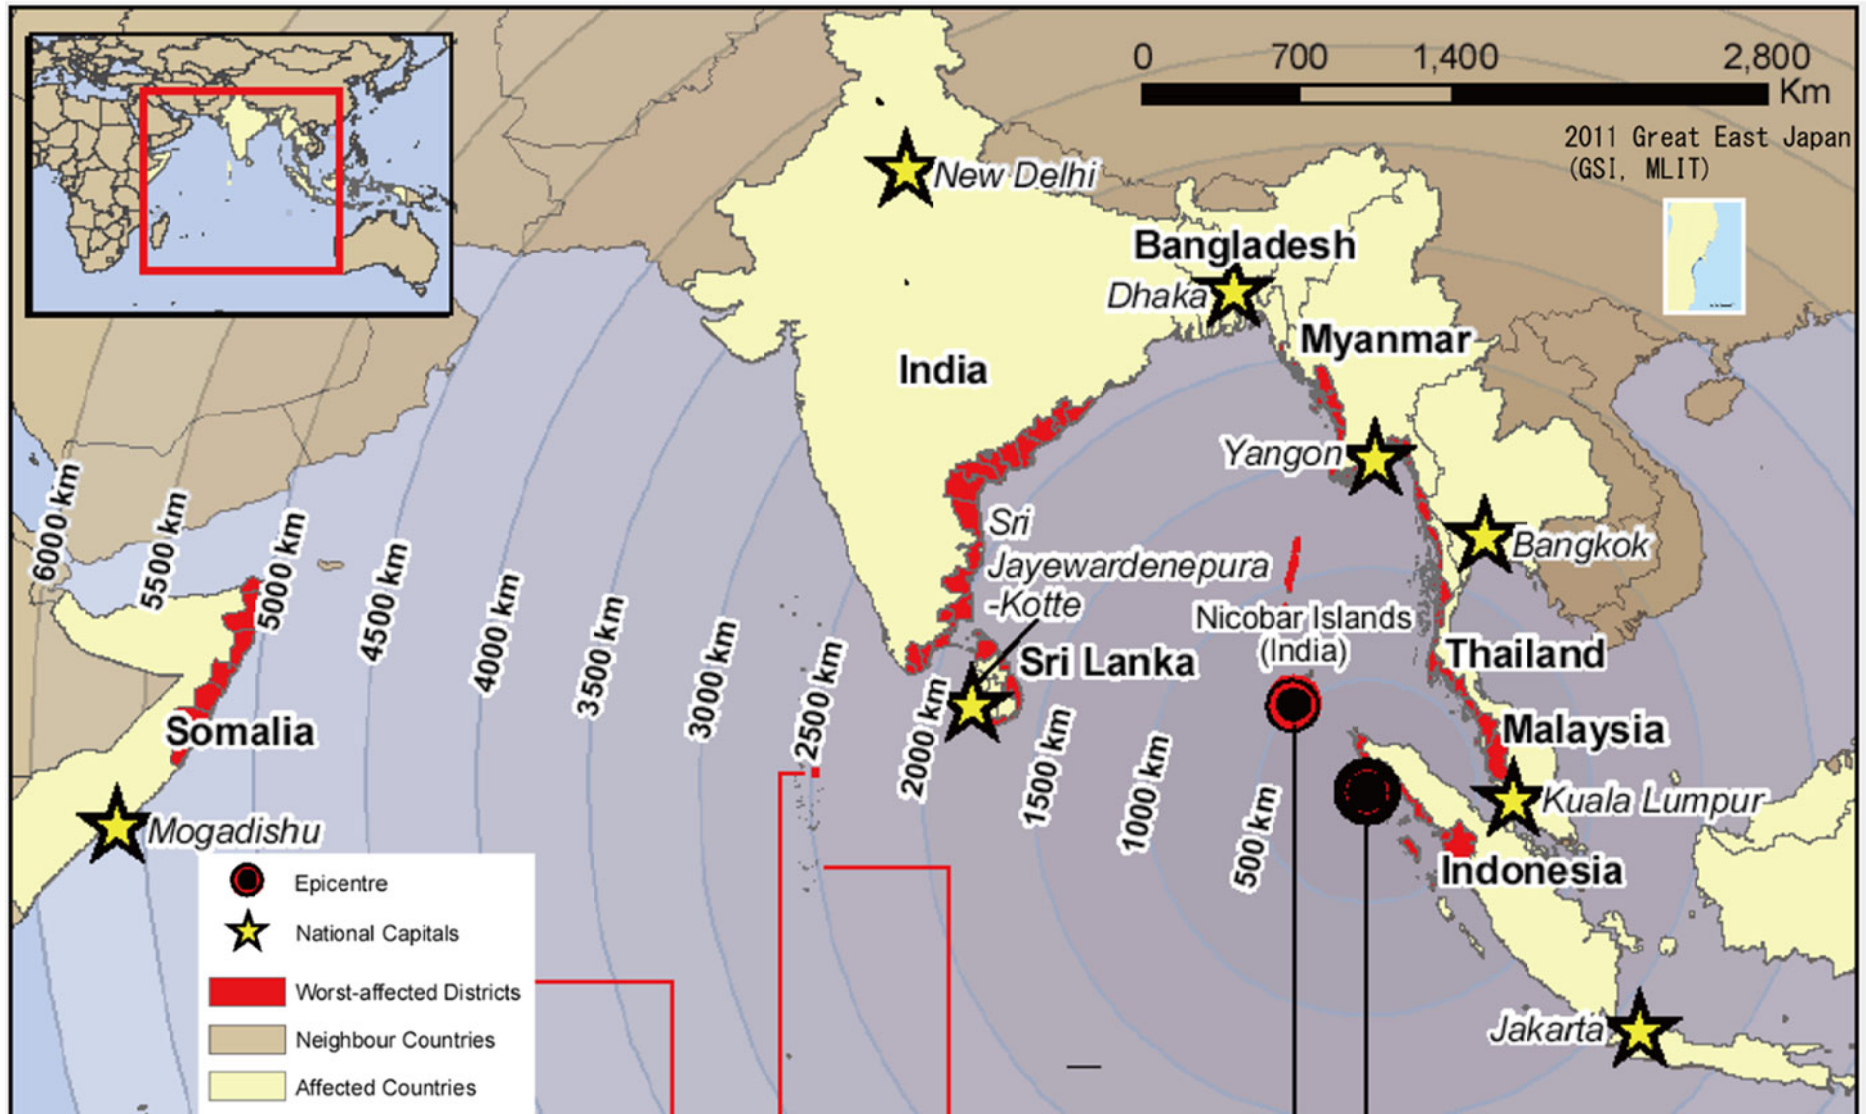 0 700 1,400 2,800
Km
2011 Great East Japan
(GSI, MLIT)
New Delhi
Bangladesh
Dhaka
Myanmar
India
Yangon
Sri
Jayewardenepura
-Kotte
Bangkok
Nicobar Islands
(India)
Sri Lanka
Thailand
Malaysia
Kuala Lumpur
Indonesia
Jakarta
6000 km
5500 km
5000 km
4500 km
4000 km
3500 km
3000 km
2500 km
2000 km
1500 km
1000 km
500 km
Somalia
Mogadishu
Epicentre
National Capitals
Worst-affected Districts
Neighbour Countries
Affected Countries